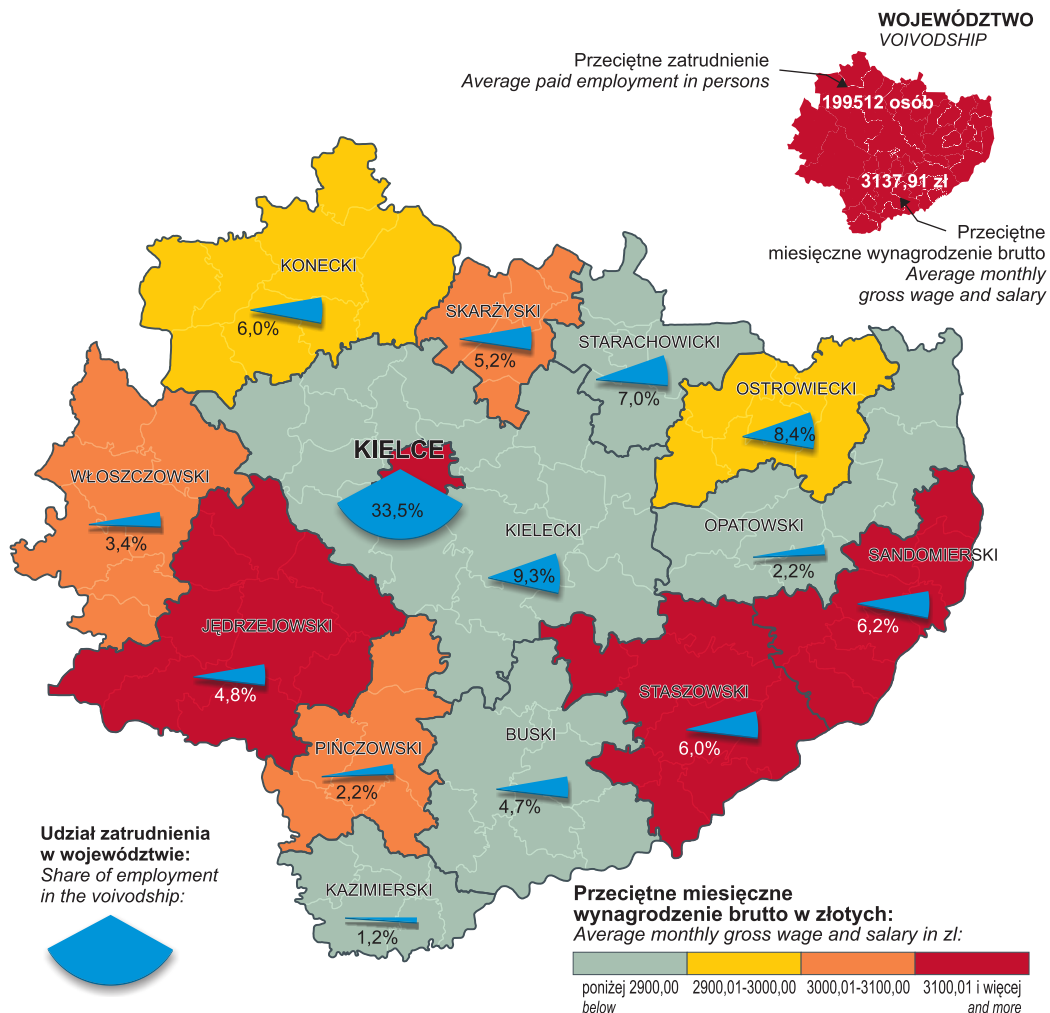 WOJEWÓDZTWO
VOIVODSHIP
Przeciętne zatrudnienie
Average paid employment in persons
199512 osób
3137,91 zł
Przeciętne
miesięczne wynagrodzenie brutto
Average monthly
gross wage and salary
KONECKI
6,0%
SKARŻYSKI
5,2%
STARACHOWICKI
7,0%
OSTROWIECKI
8,4%
KIELCE
33,5%
WŁOSZCZOWSKI
3,4%
KIELECKI
9,3%
OPATOWSKI
2,2%
SANDOMIERSKI
6,2%
JĘDRZEJOWSKI
4,8%
STASZOWSKI
6,0%
PIŃCZOWSKI
2,2%
BUSKI
4,7%
KAZIMIERSKI
1,2%
Udział zatrudnienia
w województwie:
Share of employment
in the voivodship:
Przeciętne miesięczne
wynagrodzenie brutto w złotych:
Average monthly gross wage and salary in zl:
poniżej 2900,00 2900,01-3000,00 3000,01-3100,00 3100,01 i więcej
below and more